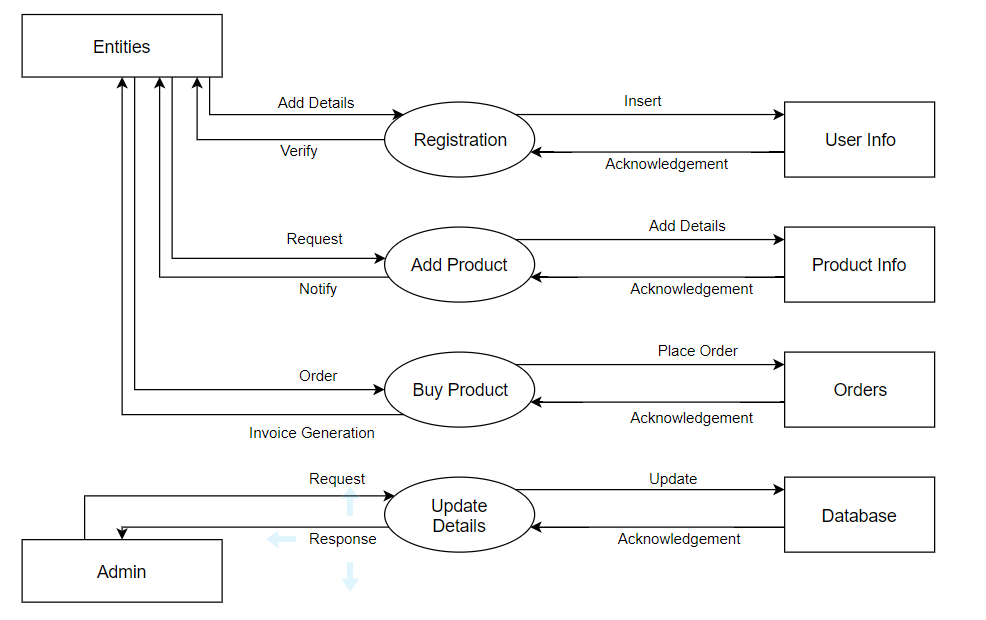 Entities
Add Details
Insert
Registration
User Info
Verify
Acknowledgement
Request
Add Details
Add Product
Product Info
Notify
Acknowledgement
Order
Place Order
Buy Product
Orders
Invoice Generation
Acknowledgement
Request
Update
Update
Details
Database
Response
Acknowledgement
Admin